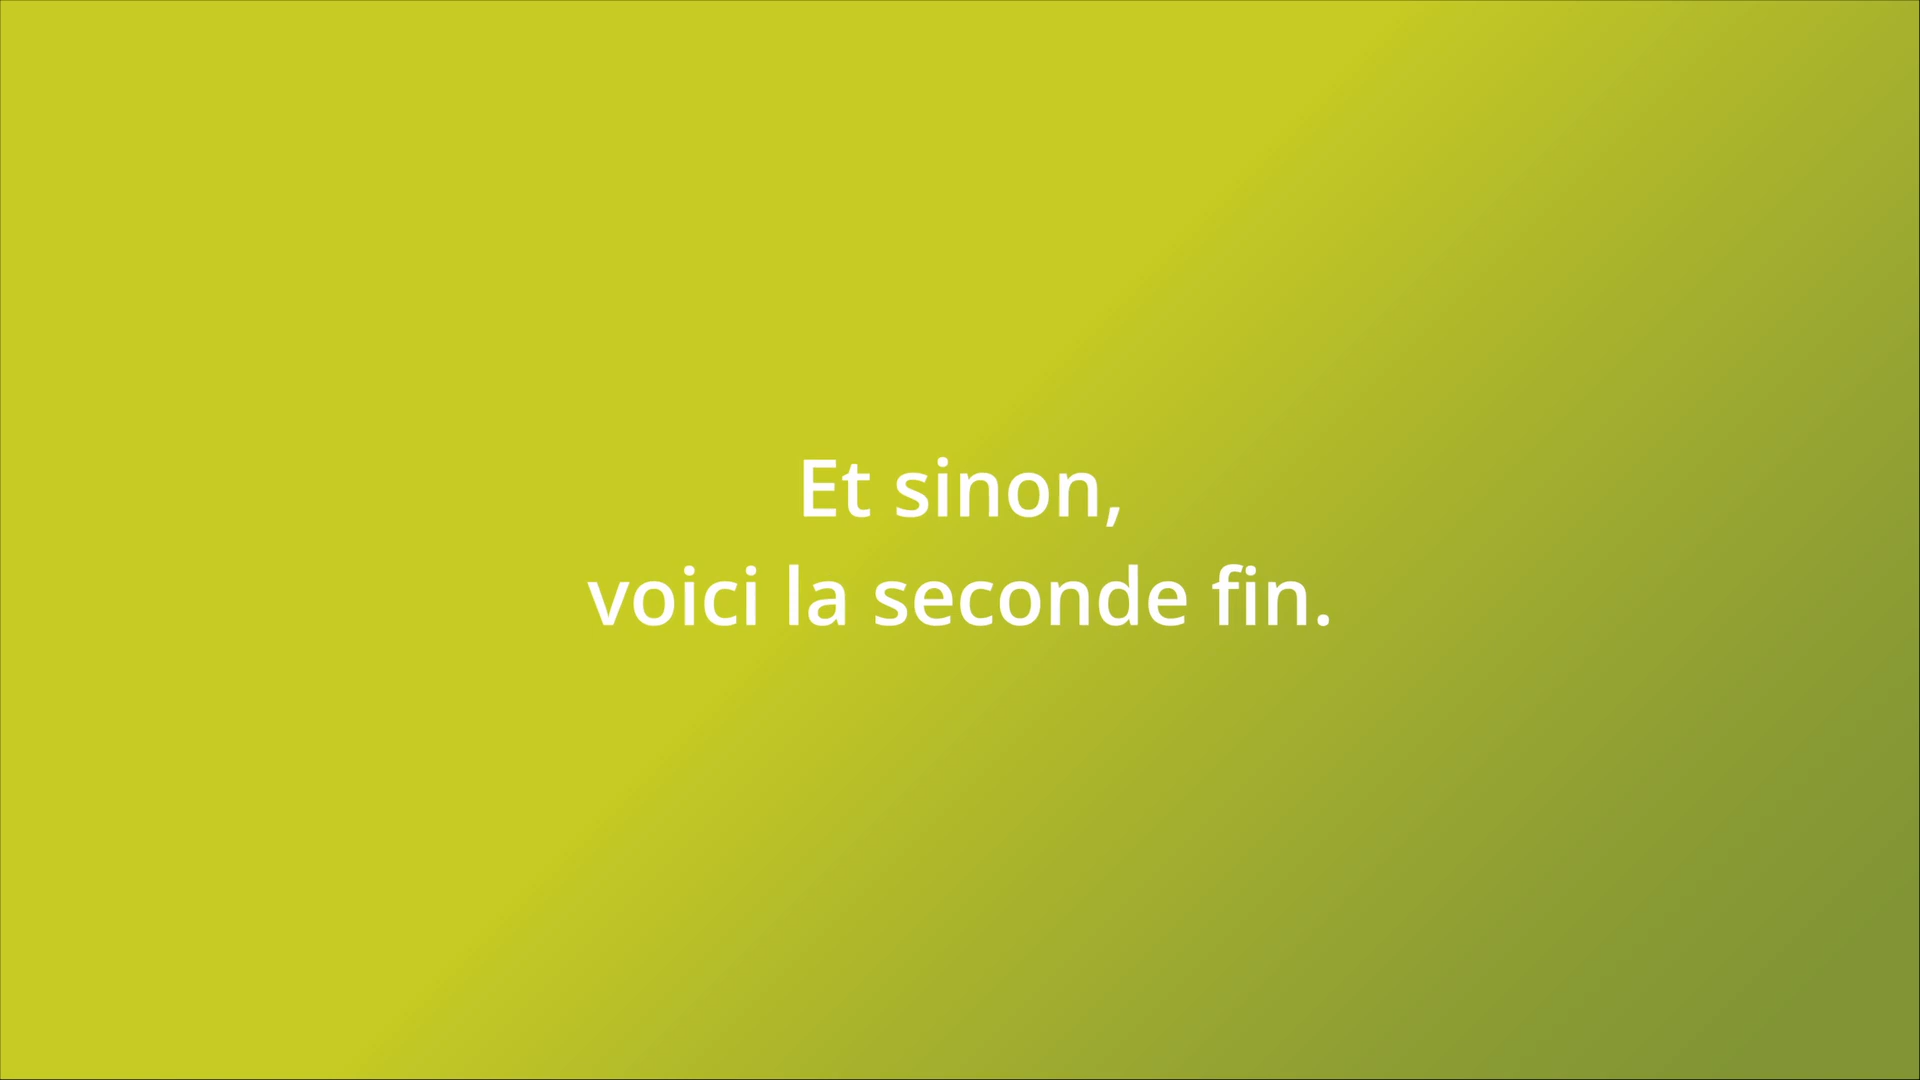 Et sinon,
voici la seconde fin.